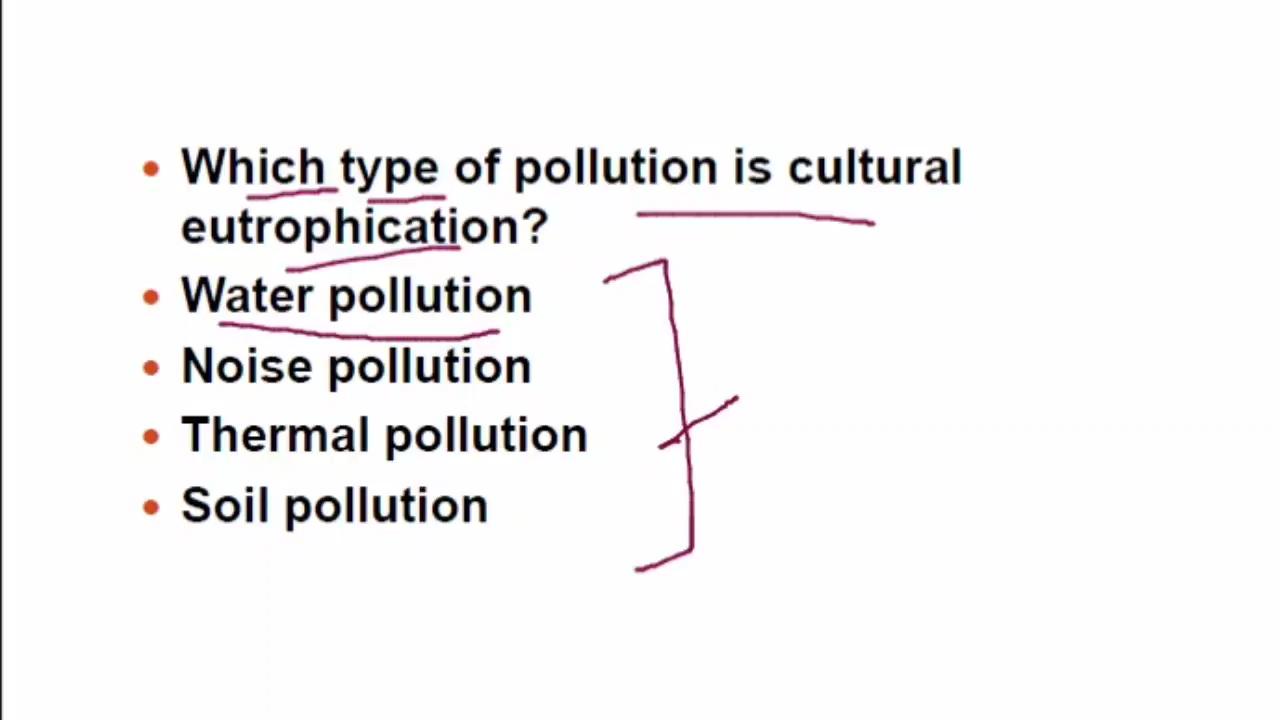 • Which type of pollution is cultural
eutrophication?
• Water pollution
• Noise pollution
• Thermal pollution
• Soil pollution